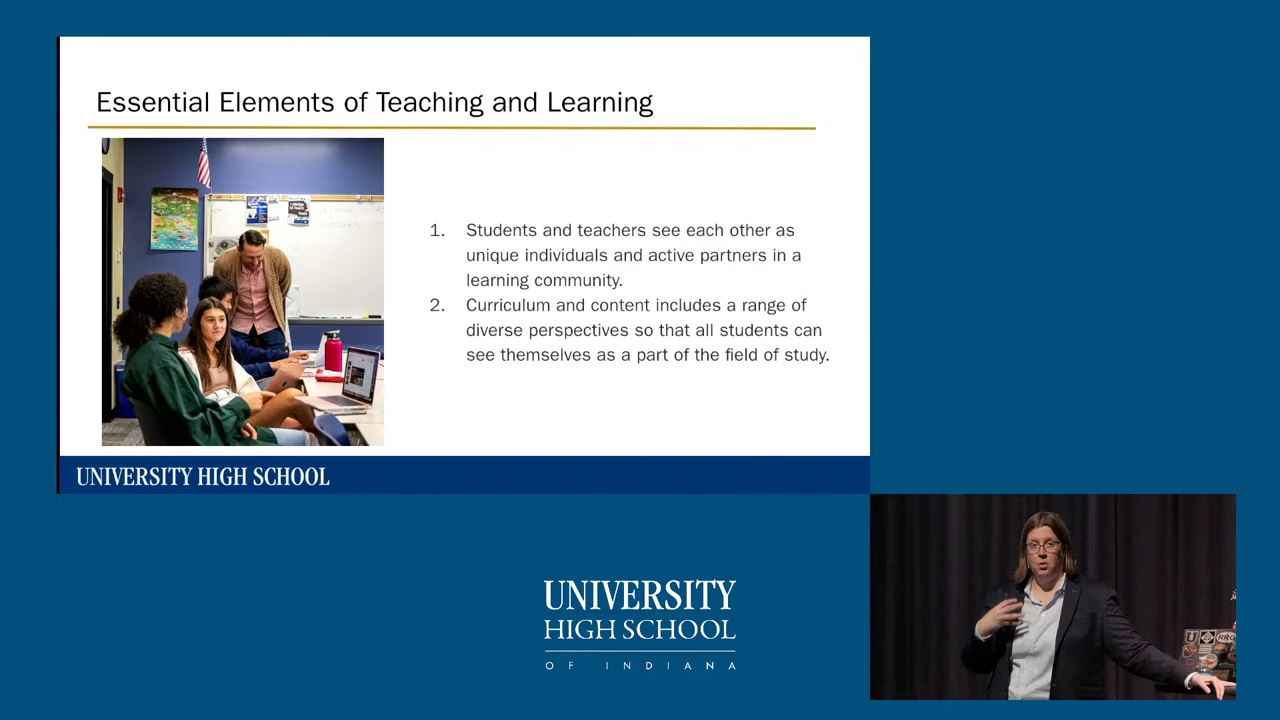 Essential Elements of Teaching and Learning
1. Students and teachers see each other as
unique individuals and active partners in a
learning community.
2. Curriculum and content includes a range of
diverse perspectives so that all students can
see themselves as a part of the field of study.
UNIVERSITY HIGH SCHOOL
UNIVERSITY
HIGH SCHOOL
OF INDIANA